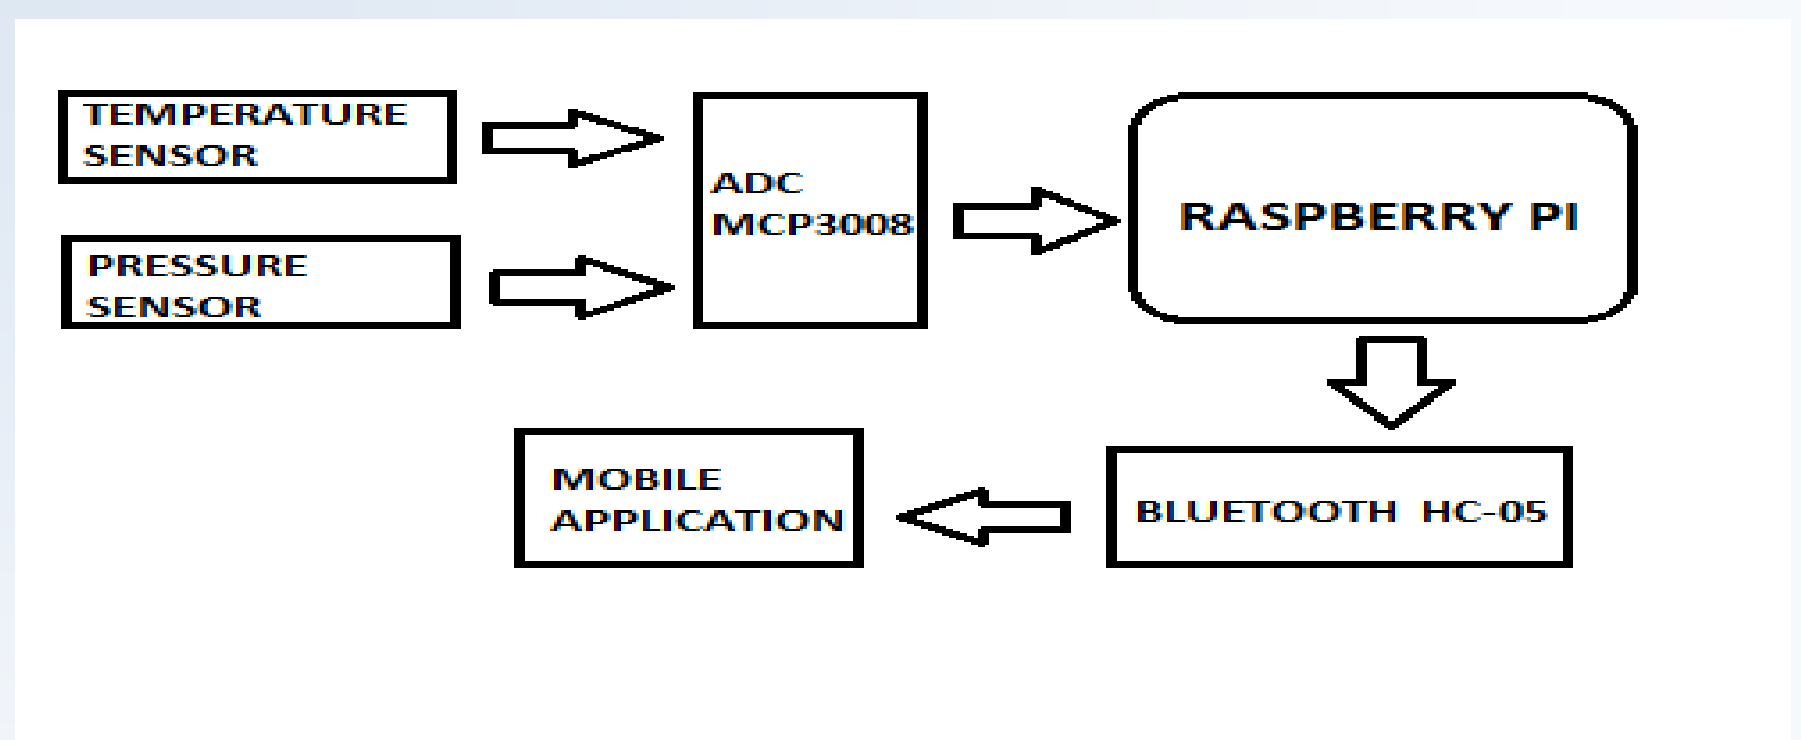 TEMPERATURE
SENSOR
PRESSURE
SENSOR
ADC
MCP3008
RASPBERRY PI
MOBILE
APPLICATION
BLUETOOTH HC-05